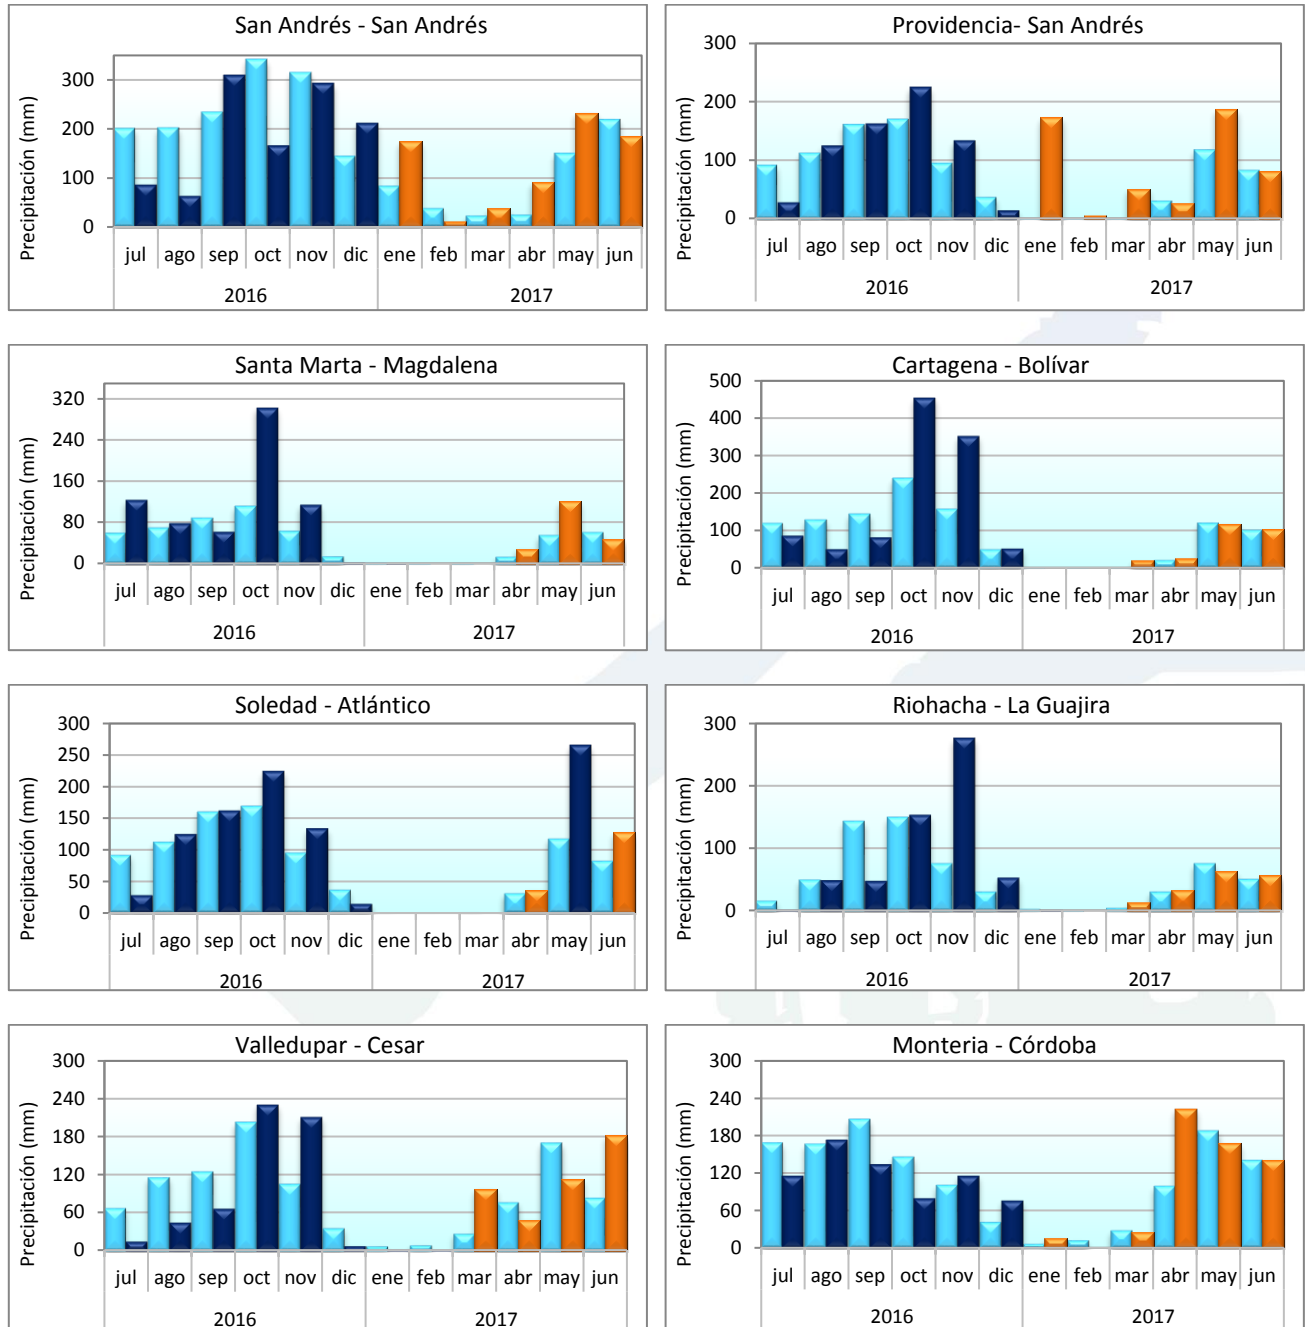 San Andrés - San Andrés
Precipitación (mm)
300
200
100
0
jul ago sep oct nov dic ene feb mar abr may jun
2016 2017
Providencia- San Andrés
Precipitación (mm)
300
200
100
0
jul ago sep oct nov dic ene feb mar abr may jun
2016 2017
Santa Marta - Magdalena
Precipitación (mm)
320
240
160
80
0
jul ago sep oct nov dic ene feb mar abr may jun
2016 2017
Cartagena - Bolívar
Precipitación (mm)
500
400
300
200
100
0
jul ago sep oct nov dic ene feb mar abr may jun
2016 2017
Soledad - Atlántico
Precipitación (mm)
300
250
200
150
100
50
0
jul ago sep oct nov dic ene feb mar abr may jun
2016 2017
Riohacha - La Guajira
Precipitación (mm)
300
200
100
0
jul ago sep oct nov dic ene feb mar abr may jun
2016 2017
Valledupar - Cesar
Precipitación (mm)
300
240
180
120
60
0
jul ago sep oct nov dic ene feb mar abr may jun
2016 2017
Monteria - Córdoba
Precipitación (mm)
300
240
180
120
60
0
jul ago sep oct nov dic ene feb mar abr may jun
2016 2017